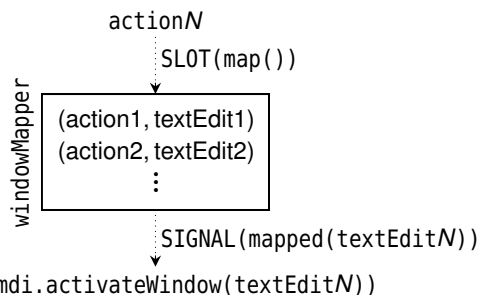 actionN
SLOT(map())
windowMapper
(action1, textEdit1)
(action2, textEdit2)
⋮
SIGNAL(mapped(textEditN))
mdi.activateWindow(textEditN))